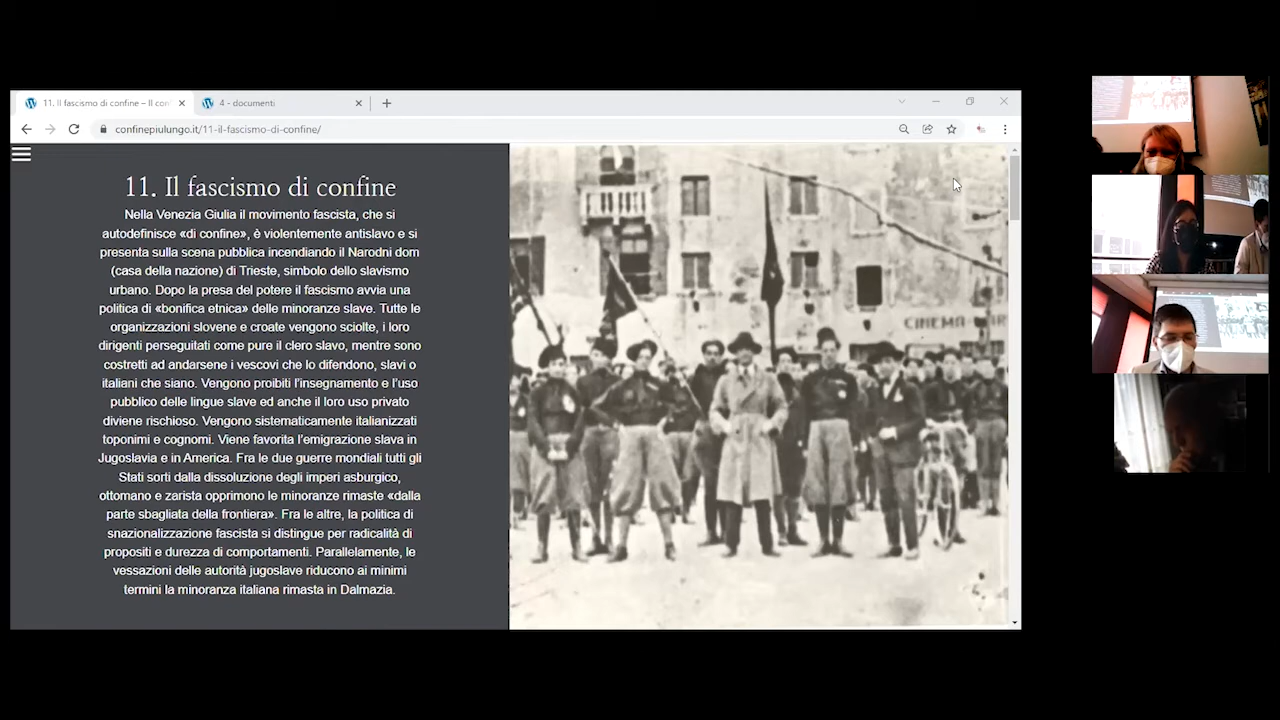 11. Il fascismo di confine – Il con
4 - documenti
confinepiulungo.it/11-il-fascismo-di-confine/
11. Il fascismo di confine
Nella Venezia Giulia il movimento fascista, che si
autodefinisce «di confine», è violentemente antislavo e si
presenta sulla scena pubblica incendiando il Narodni dom
(casa della nazione) di Trieste, simbolo dello slavismo
urbano. Dopo la presa del potere il fascismo avvia una
politica di «bonifica etnica» delle minoranze slave. Tutte le
organizzazioni slovene e croate vengono sciolte, i loro
dirigenti perseguitati come pure il clero slavo, mentre sono
costretti ad andarsene i vescovi che lo difendono, slavi o
italiani che siano. Vengono proibiti l'insegnamento e l'uso
pubblico delle lingue slave ed anche il loro uso privato
diviene rischioso. Vengono sistematicamente italianizzati
toponimi e cognomi. Viene favorita l'emigrazione slava in
Jugoslavia e in America. Fra le due guerre mondiali tutti gli
Stati sorti dalla dissoluzione degli imperi asburgico,
ottomano e zarista opprimono le minoranze rimaste «dalla
parte sbagliata della frontiera». Fra le altre, la politica di
snazionalizzazione fascista si distingue per radicalità di
propositi e durezza di comportamenti. Parallelamente, le
vessazioni delle autorità jugoslave riducono ai minimi
termini la minoranza italiana rimasta in Dalmazia.
CINEMA